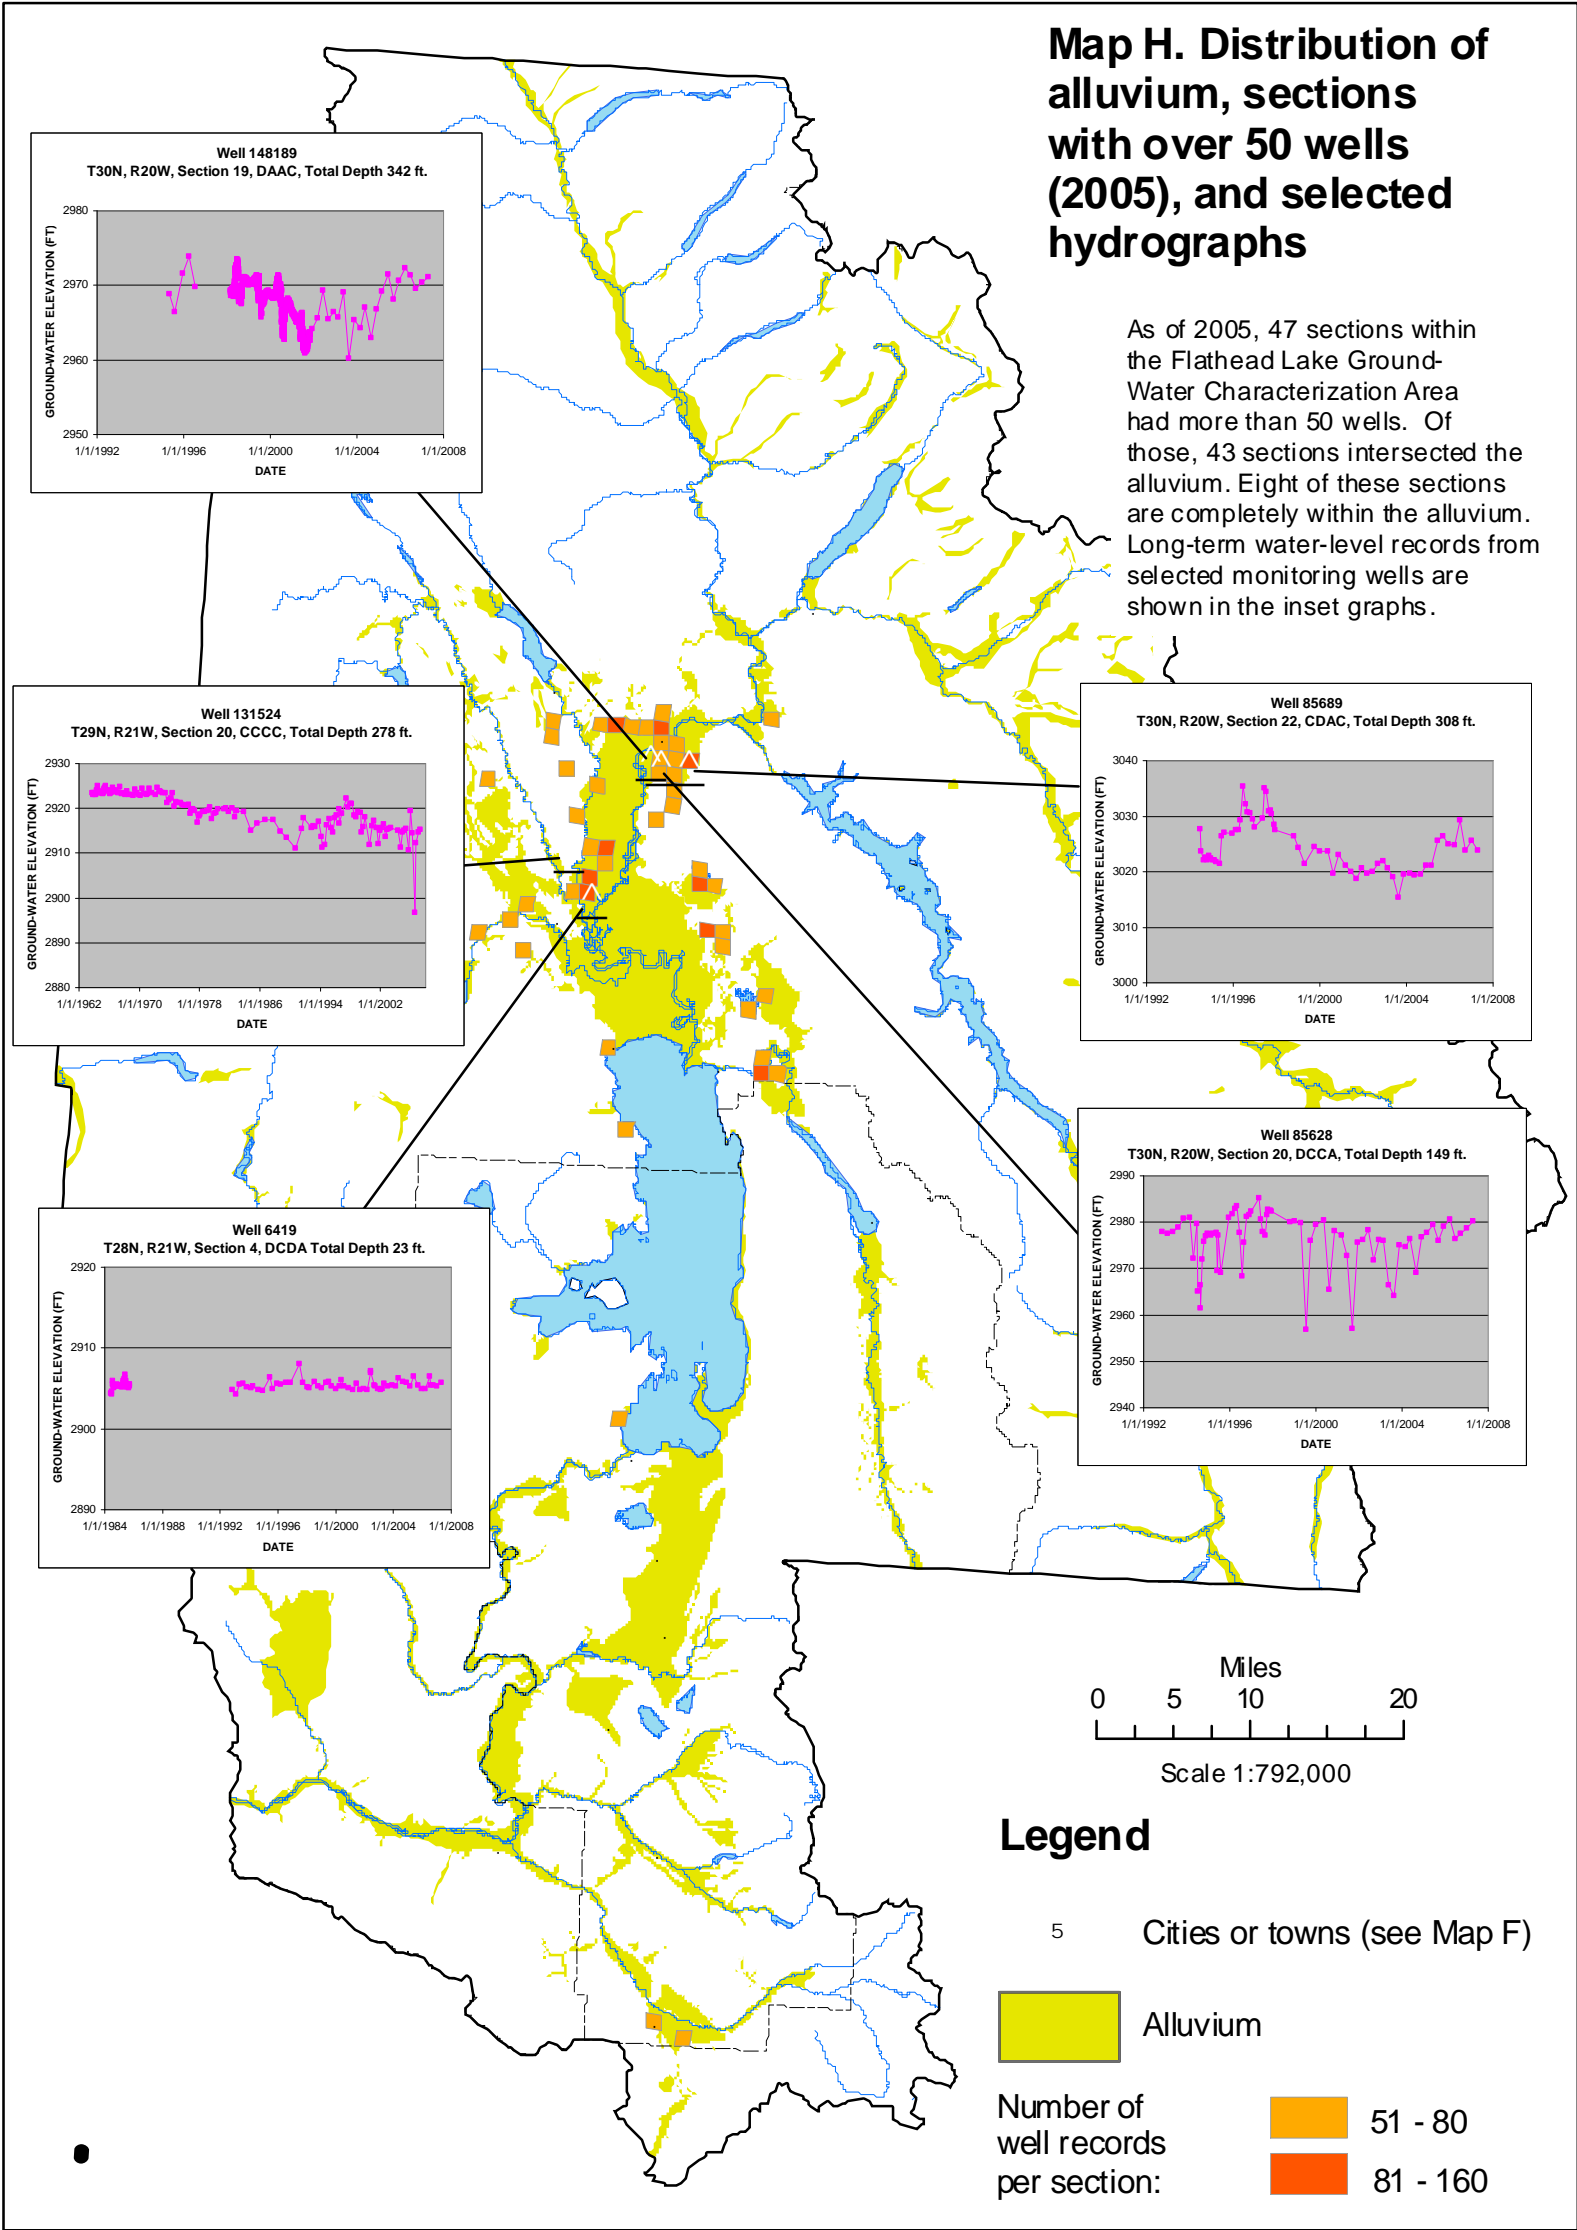 Map H. Distribution of
alluvium, sections
with over 50 wells
(2005), and selected
hydrographs
As of 2005, 47 sections within
the Flathead Lake Ground-
Water Characterization Area
had more than 50 wells. Of
those, 43 sections intersected the
alluvium. Eight of these sections
are completely within the alluvium.
Long-term water-level records from
selected monitoring wells are
shown in the inset graphs.
Well 148189
T30N, R20W, Section 19, DAAC, Total Depth 342 ft.
GROUND-WATER ELEVATION (FT)
2980
2970
2960
2950
1/1/1992 1/1/1996 1/1/2000 1/1/2004 1/1/2008
DATE
Well 131524
T29N, R21W, Section 20, CCCC, Total Depth 278 ft.
GROUND-WATER ELEVATION (FT)
2930
2920
2910
2900
2890
2880
1/1/1962 1/1/1970 1/1/1978 1/1/1986 1/1/1994 1/1/2002
DATE
Well 85689
T30N, R20W, Section 22, CDAC, Total Depth 308 ft.
GROUND-WATER ELEVATION (FT)
3040
3030
3020
3010
3000
1/1/1992 1/1/1996 1/1/2000 1/1/2004 1/1/2008
DATE
Well 85628
T30N, R20W, Section 20, DCCA, Total Depth 149 ft.
GROUND-WATER ELEVATION (FT)
2990
2980
2970
2960
2950
2940
1/1/1992 1/1/1996 1/1/2000 1/1/2004 1/1/2008
DATE
Well 6419
T28N, R21W, Section 4, DCDA Total Depth 23 ft.
GROUND-WATER ELEVATION (FT)
2920
2910
2900
2890
1/1/1984 1/1/1988 1/1/1992 1/1/1996 1/1/2000 1/1/2004 1/1/2008
DATE
Miles
0 5 10 20
Scale 1:792,000
Legend
5 Cities or towns (see Map F)
Alluvium
Number of
well records
per section:
51 - 80
81 - 160